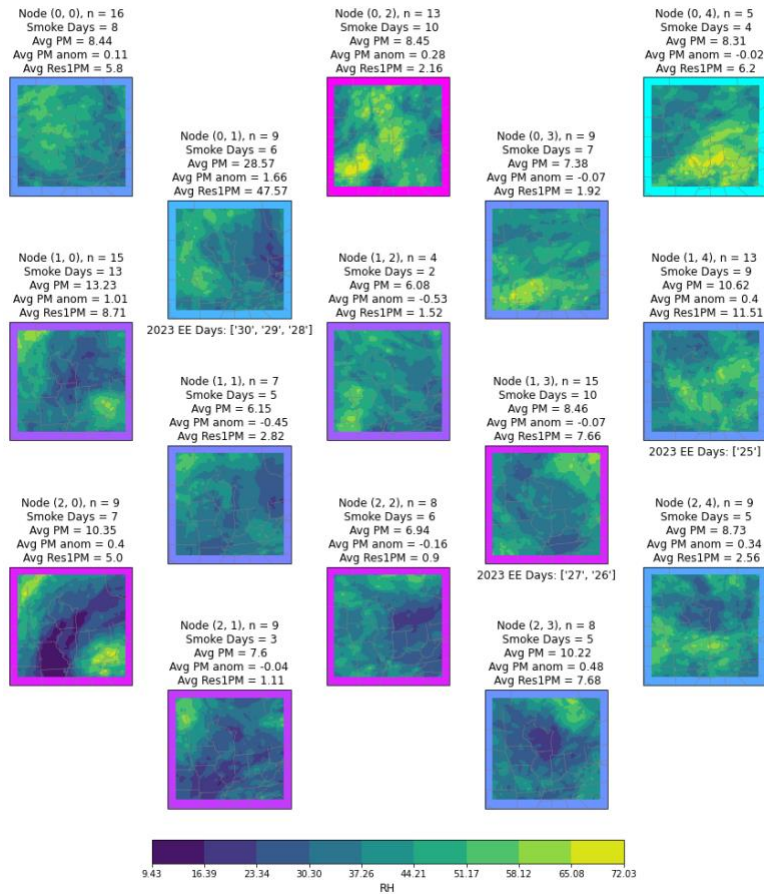 Node (0, 0), n = 16
Smoke Days = 8
Avg PM = 8.44
Avg PM anom = 0.11
Avg Res1PM = 5.8
Node (0, 2), n = 13
Smoke Days = 10
Avg PM = 8.45
Avg PM anom = 0.28
Avg Res1PM = 2.16
Node (0, 4), n = 5
Smoke Days = 4
Avg PM = 8.31
Avg PM anom = -0.02
Avg Res1PM = 6.2
Node (0, 1), n = 9
Smoke Days = 6
Avg PM = 28.57
Avg PM anom = 1.66
Avg Res1PM = 47.57
2023 EE Days: ['30', '29', '28']
Node (0, 3), n = 9
Smoke Days = 7
Avg PM = 7.38
Avg PM anom = -0.07
Avg Res1PM = 1.92
Node (1, 0), n = 15
Smoke Days = 13
Avg PM = 13.23
Avg PM anom = 1.01
Avg Res1PM = 8.71
Node (1, 2), n = 4
Smoke Days = 2
Avg PM = 6.08
Avg PM anom = -0.53
Avg Res1PM = 1.52
Node (1, 4), n = 13
Smoke Days = 9
Avg PM = 10.62
Avg PM anom = 0.4
Avg Res1PM = 11.51
2023 EE Days: ['25']
Node (1, 1), n = 7
Smoke Days = 5
Avg PM = 6.15
Avg PM anom = -0.45
Avg Res1PM = 2.82
Node (1, 3), n = 15
Smoke Days = 10
Avg PM = 8.46
Avg PM anom = -0.07
Avg Res1PM = 7.66
2023 EE Days: ['27', '26']
Node (2, 0), n = 9
Smoke Days = 7
Avg PM = 10.35
Avg PM anom = 0.4
Avg Res1PM = 5.0
Node (2, 2), n = 8
Smoke Days = 6
Avg PM = 6.94
Avg PM anom = -0.16
Avg Res1PM = 0.9
Node (2, 4), n = 9
Smoke Days = 5
Avg PM = 8.73
Avg PM anom = 0.34
Avg Res1PM = 2.56
Node (2, 1), n = 9
Smoke Days = 3
Avg PM = 7.6
Avg PM anom = -0.04
Avg Res1PM = 1.11
Node (2, 3), n = 8
Smoke Days = 5
Avg PM = 10.22
Avg PM anom = 0.48
Avg Res1PM = 7.68
9.43 16.39 23.34 30.30 37.26 44.21 51.17 58.12 65.08 72.03
RH